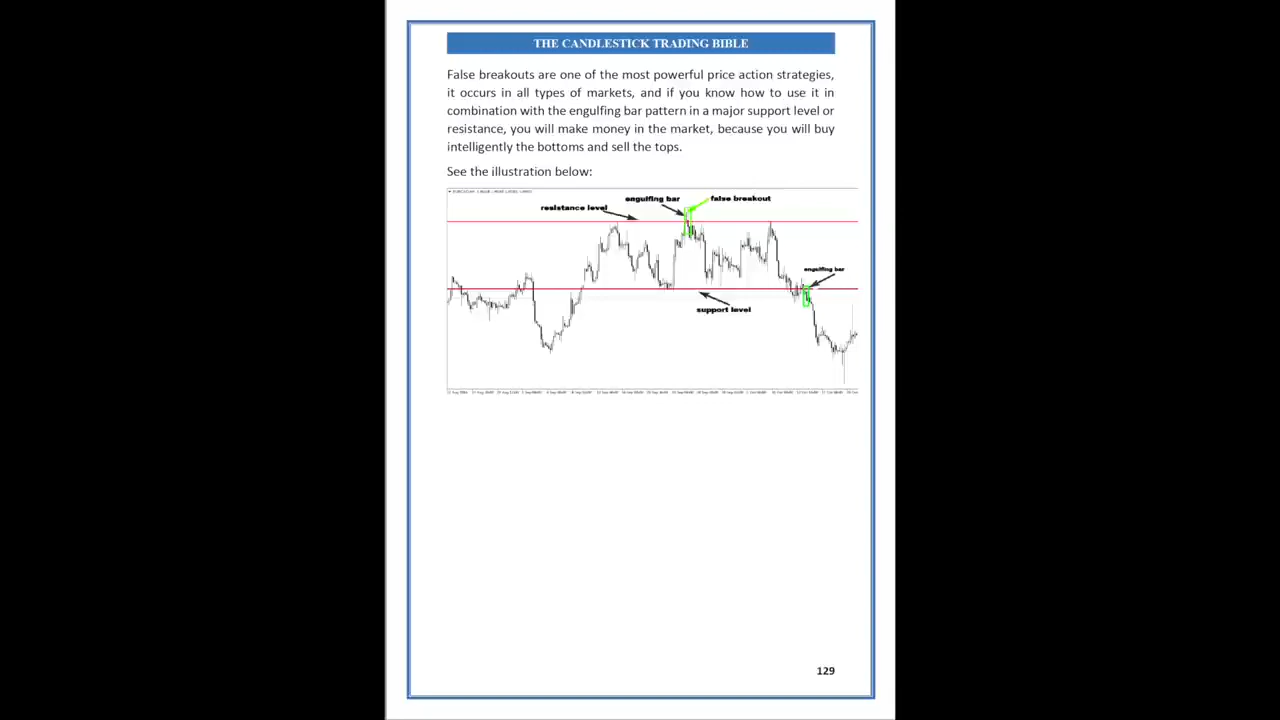 THE CANDLESTICK TRADING BIBLE
False breakouts are one of the most powerful price action strategies,
it occurs in all types of markets, and if you know how to use it in
combination with the engulfing bar pattern in a major support level or
resistance, you will make money in the market, because you will buy
intelligently the bottoms and sell the tops.
See the illustration below:
engulfing bar
false breakout
resistance level
engulfing bar
support level
129